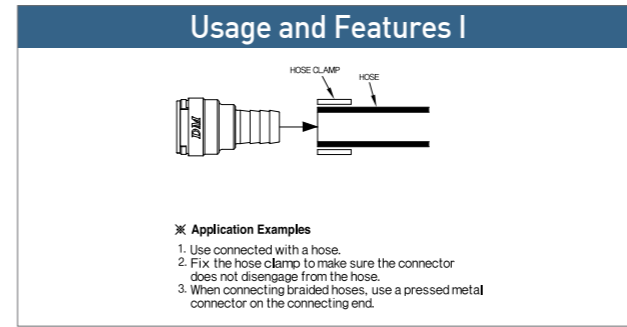 Usage and Features I
HOSE CLAMP
HOSE
※ Application Examples
1. Use connected with a hose.
2. Fix the hose clamp to make sure the connector
does not disengage from the hose.
3. When connecting braided hoses, use a pressed metal
connector on the connecting end.